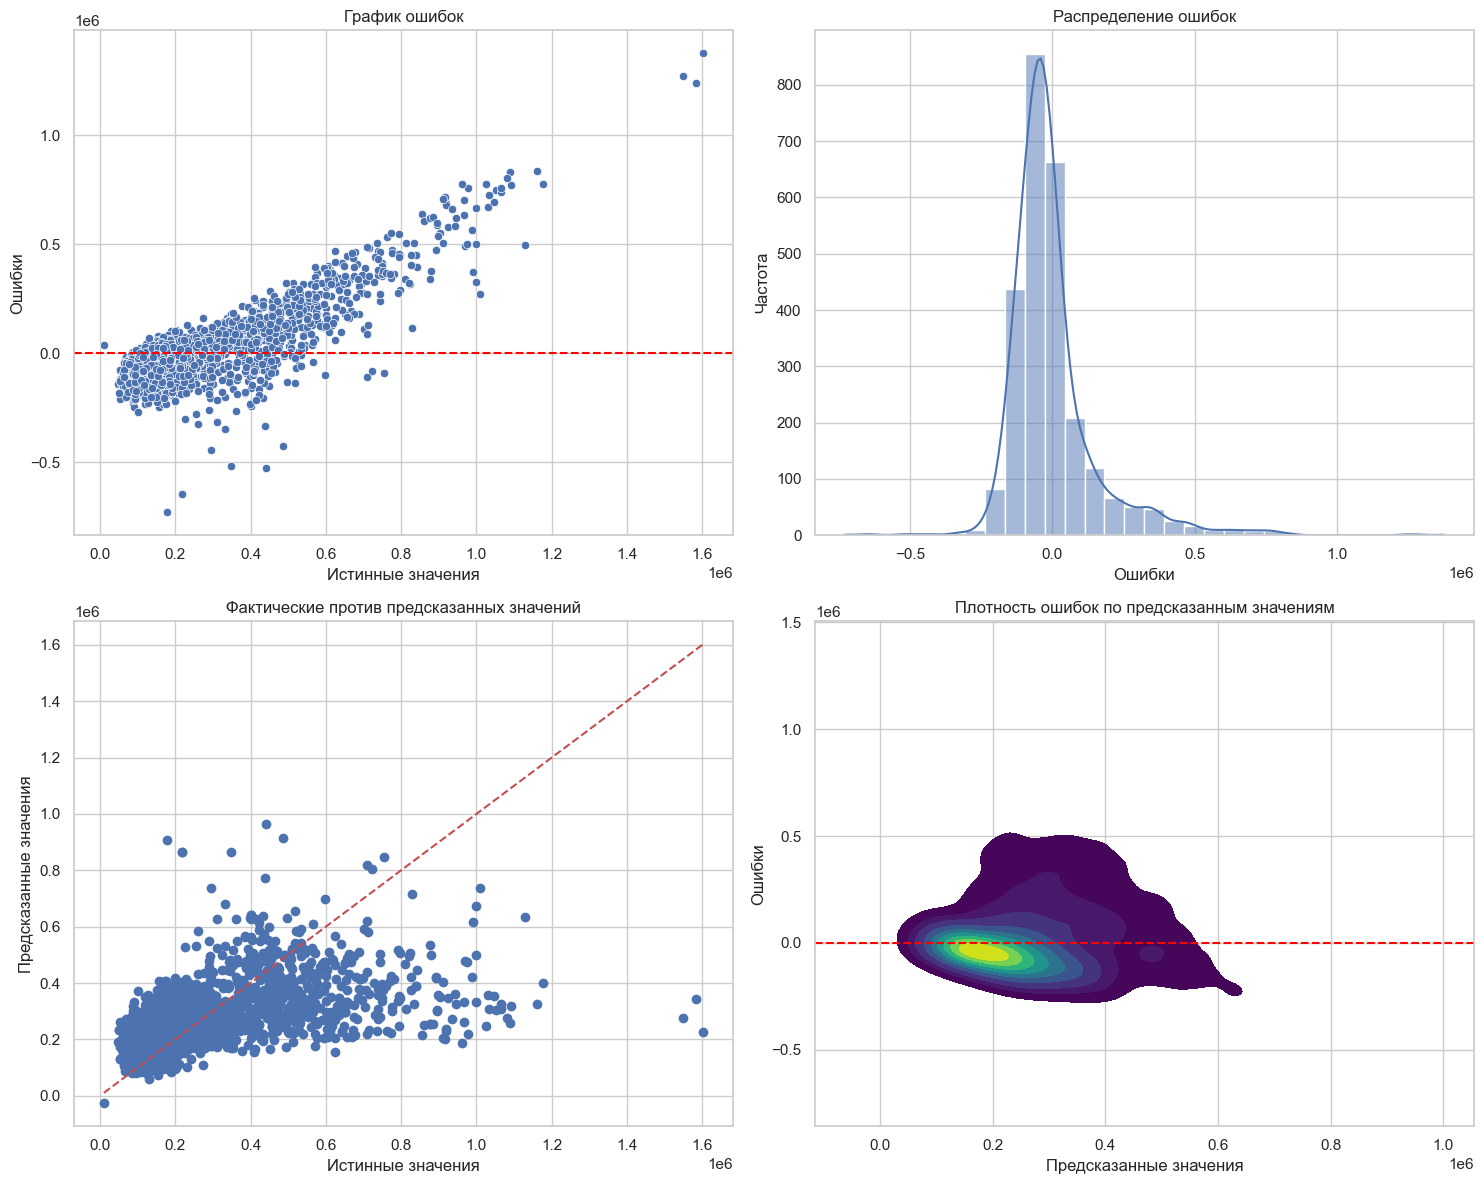 График ошибок
1e6
1.0
0.5
0.0
−0.5
Ошибки
0.0 0.2 0.4 0.6 0.8 1.0 1.2 1.4 1.6
1e6
Истинные значения
Распределение ошибок
800
700
600
500
400
300
200
100
0
Частота
−0.5 0.0 0.5 1.0
1e6
Ошибки
Фактические против предсказанных значений
1e6
1.6
1.4
1.2
1.0
0.8
0.6
0.4
0.2
0.0
Предсказанные значения
0.0 0.2 0.4 0.6 0.8 1.0 1.2 1.4 1.6
1e6
Истинные значения
Плотность ошибок по предсказанным значениям
1e6
1.5
1.0
0.5
0.0
−0.5
Ошибки
0.0 0.2 0.4 0.6 0.8 1.0
1e6
Предсказанные значения